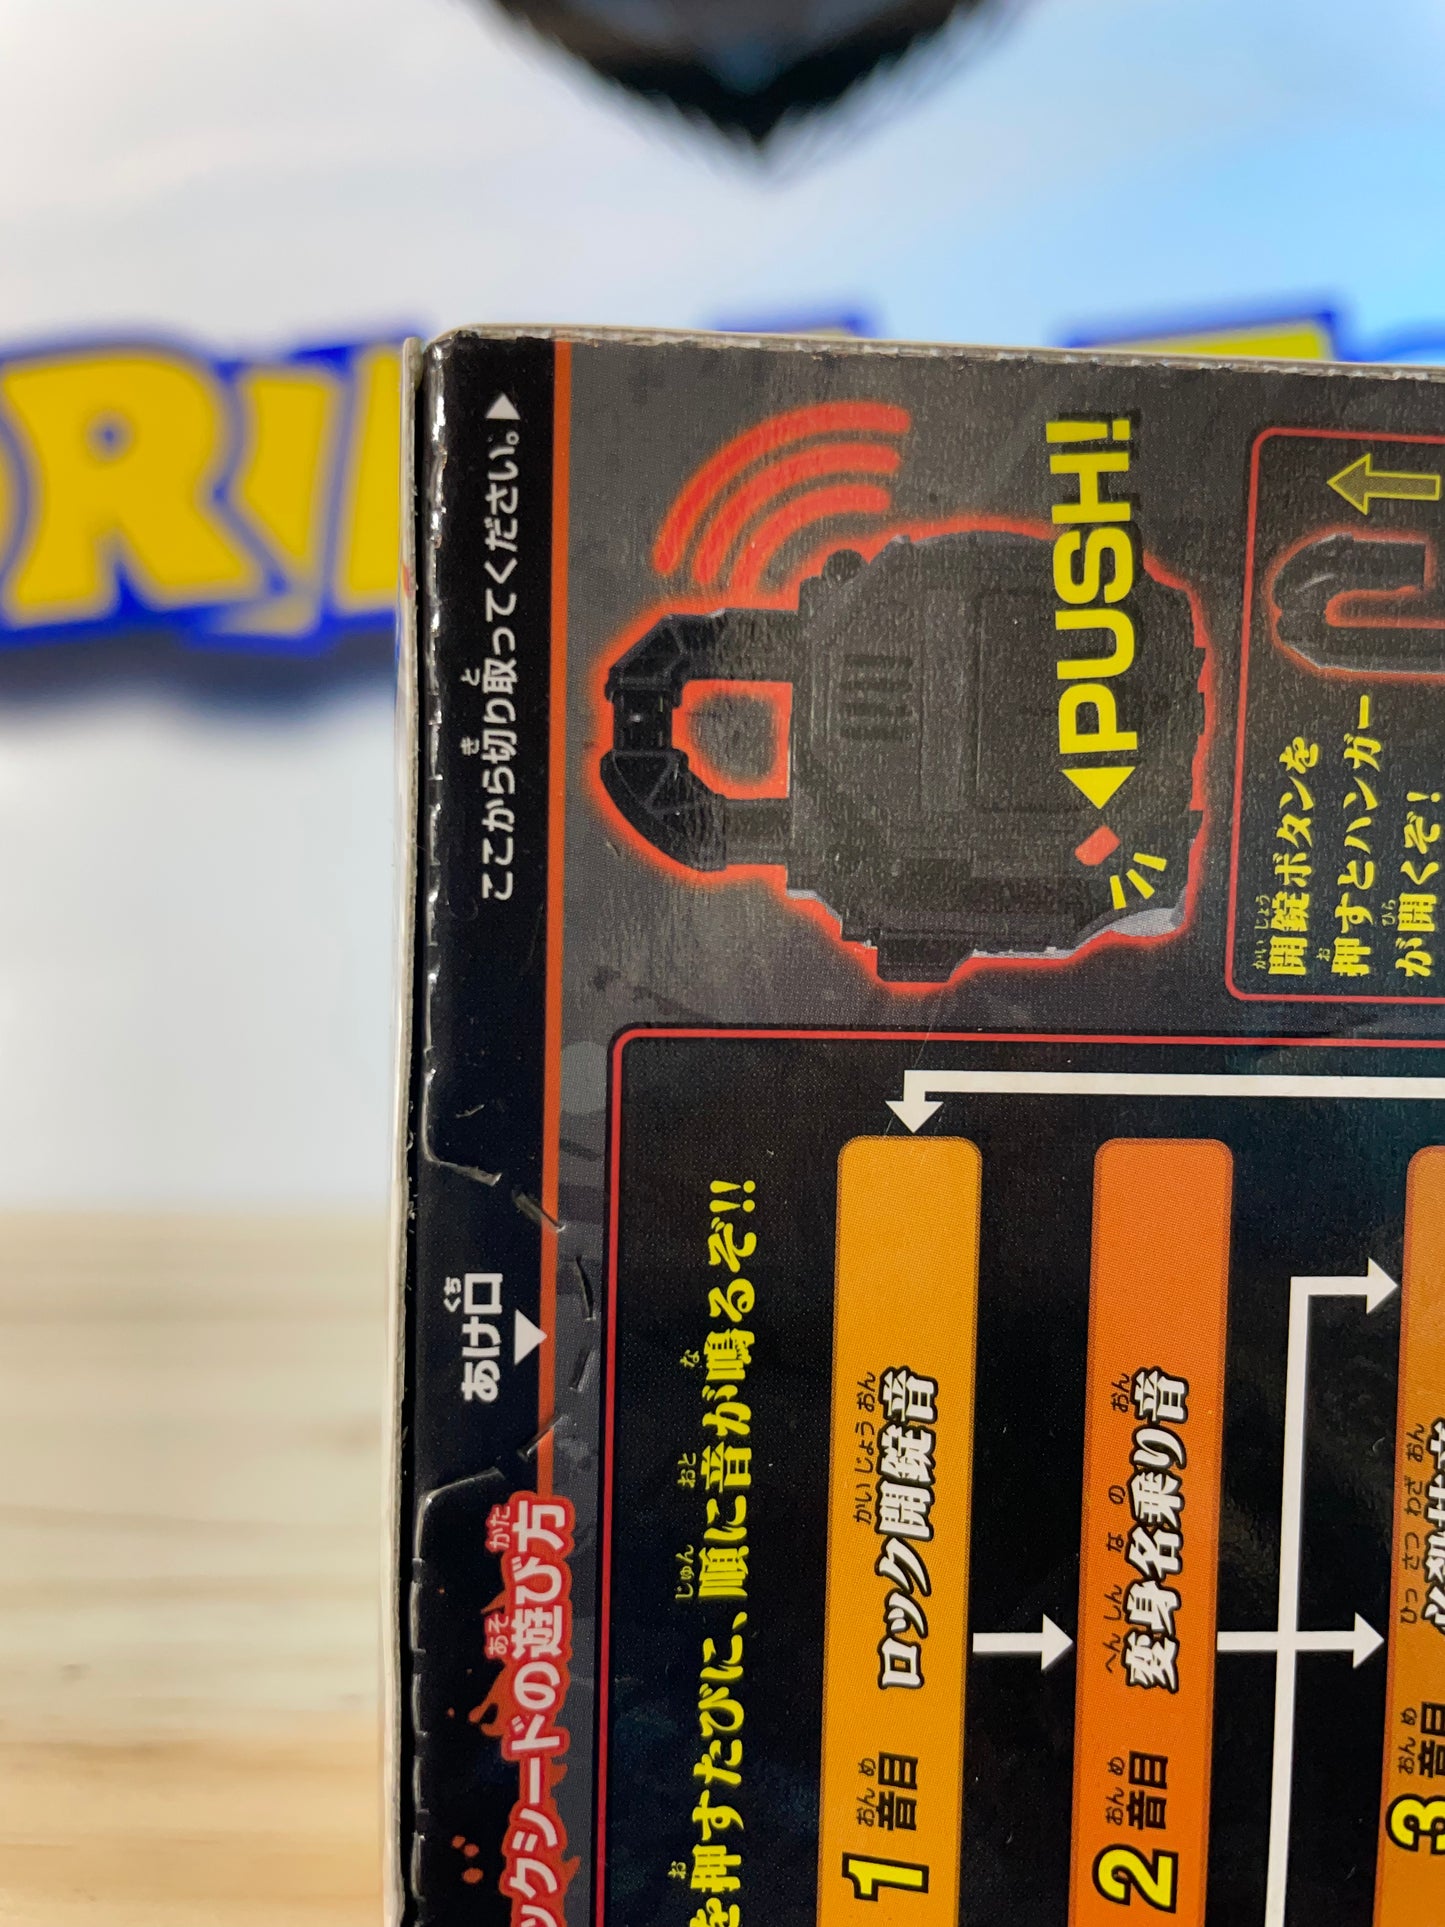 ここから切り取ってください。
あけ口
ックシードの遊び方
PUSH!
開錠ボタンを
押すとハンガー
が開くぞ!
を押すたびに、順に音が鳴るぞ!!
1音目 ロック開錠音
2音目 変身名乗り音
3音目